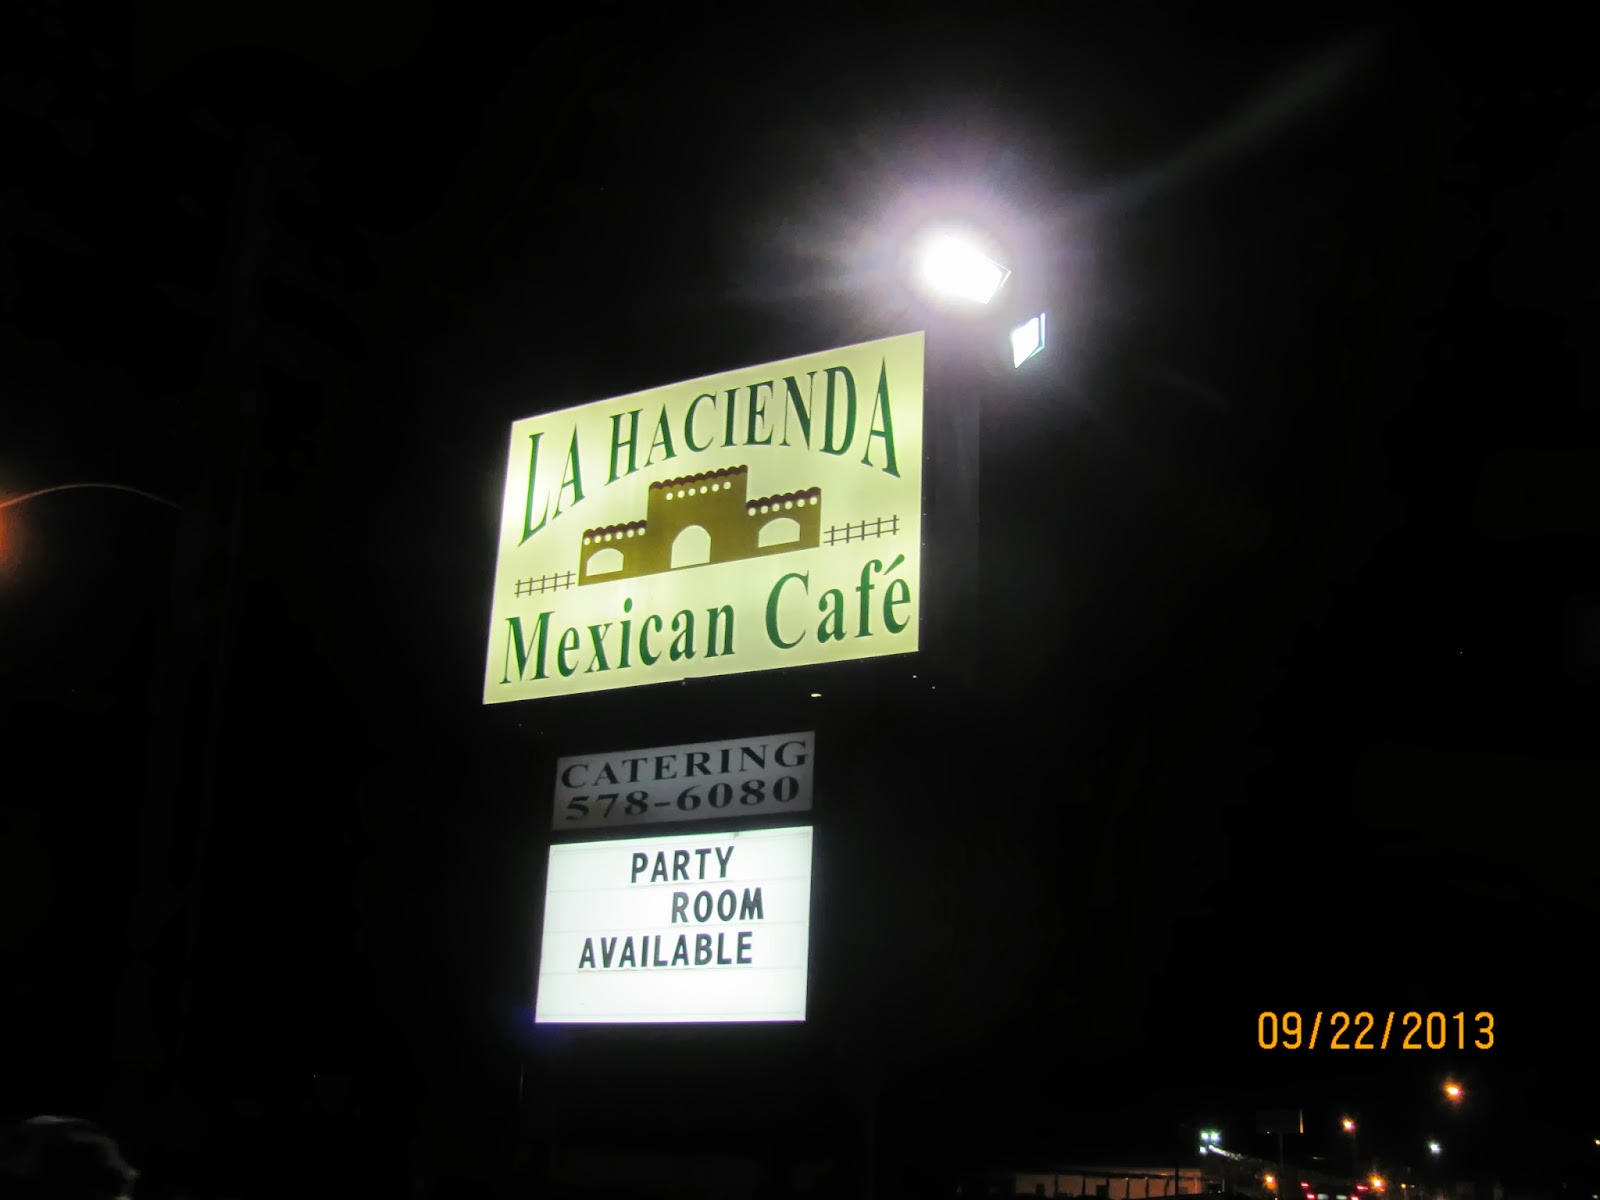 LA HACIENDA
Mexican Café
CATERING
578-6080
PARTY
ROOM
AVAILABLE
09/22/2013